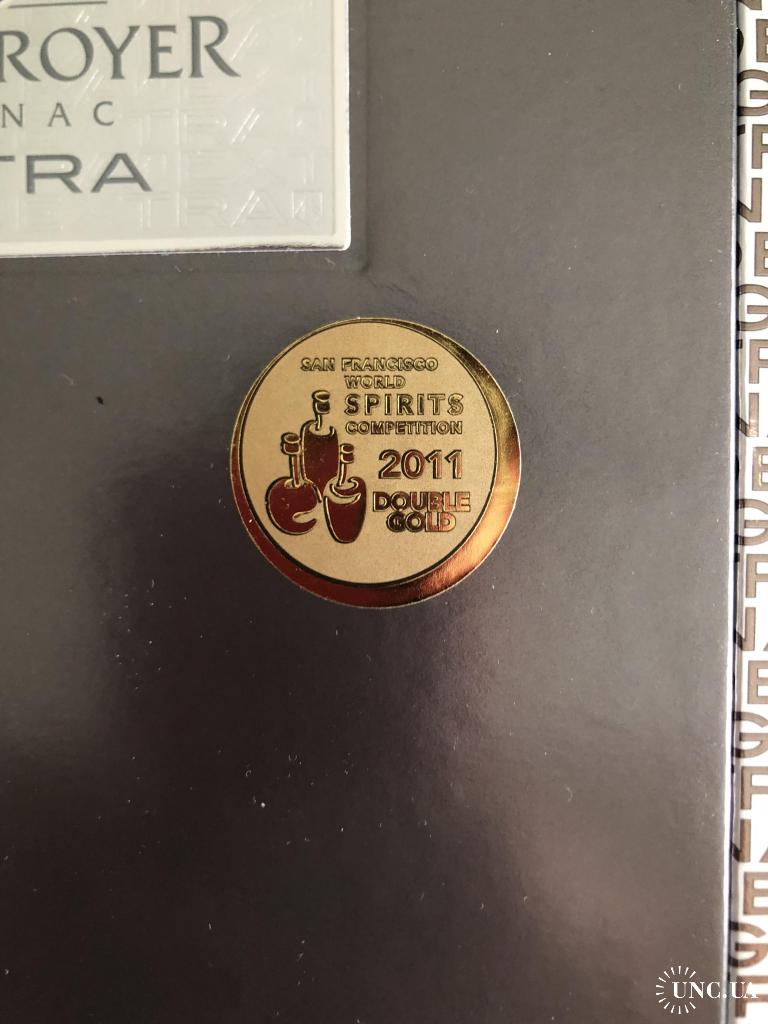 ROYER
NAC
TRA
SAN FRANCISCO
WORLD
SPIRITS
COMPETITION
2011
DOUBLE
GOLD
UNC.UA